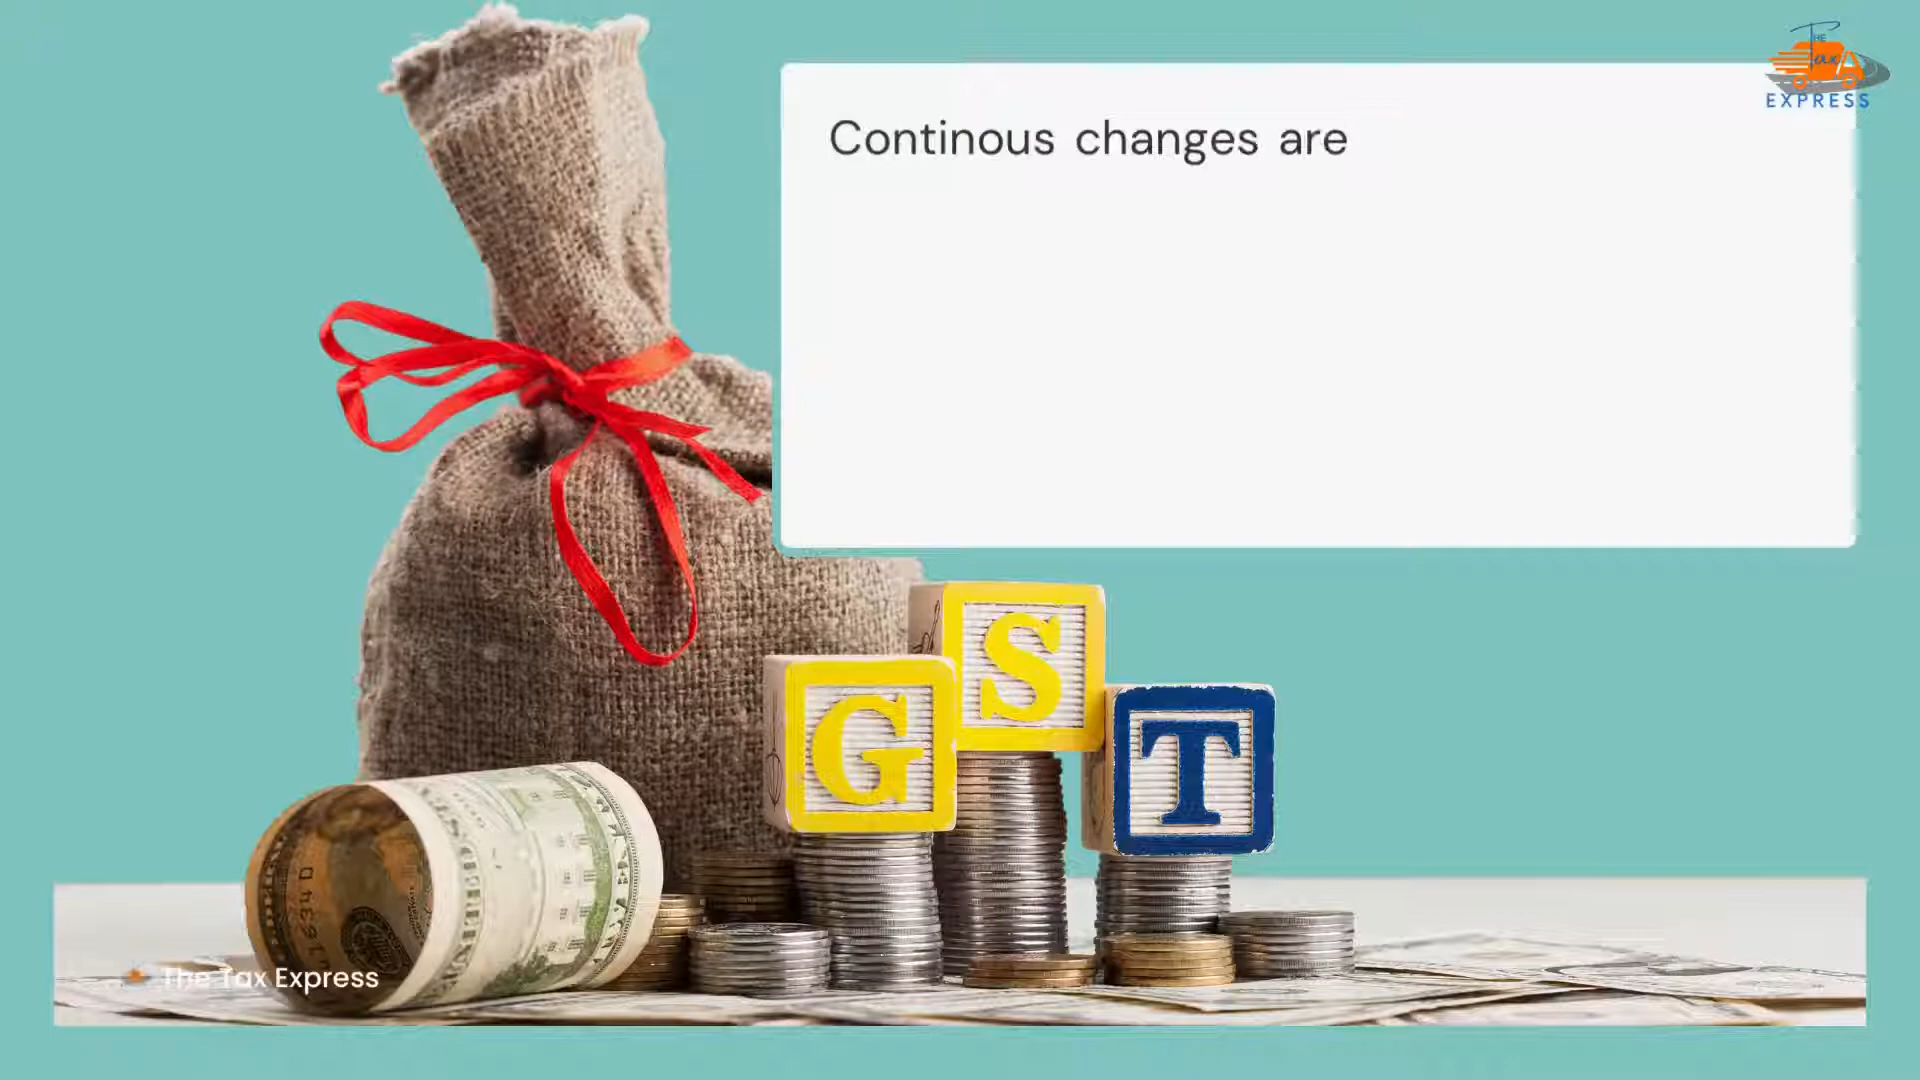 THE
Tax
EXPRESS
Continous changes are
S
G
T
The Tax Express